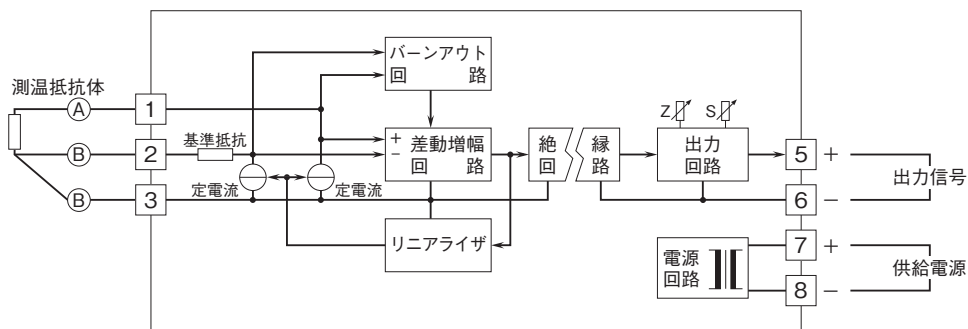 バーンアウト
回 路
測温抵抗体
A
1
Z
S
B
2
基準抵抗
+
−
差動増幅
回 路
絶 縁
回 路
出力
回路
5
+
出力信号
6
−
B
3
定電流
定電流
リニアライザ
電源
回路
7
+
供給電源
8
−